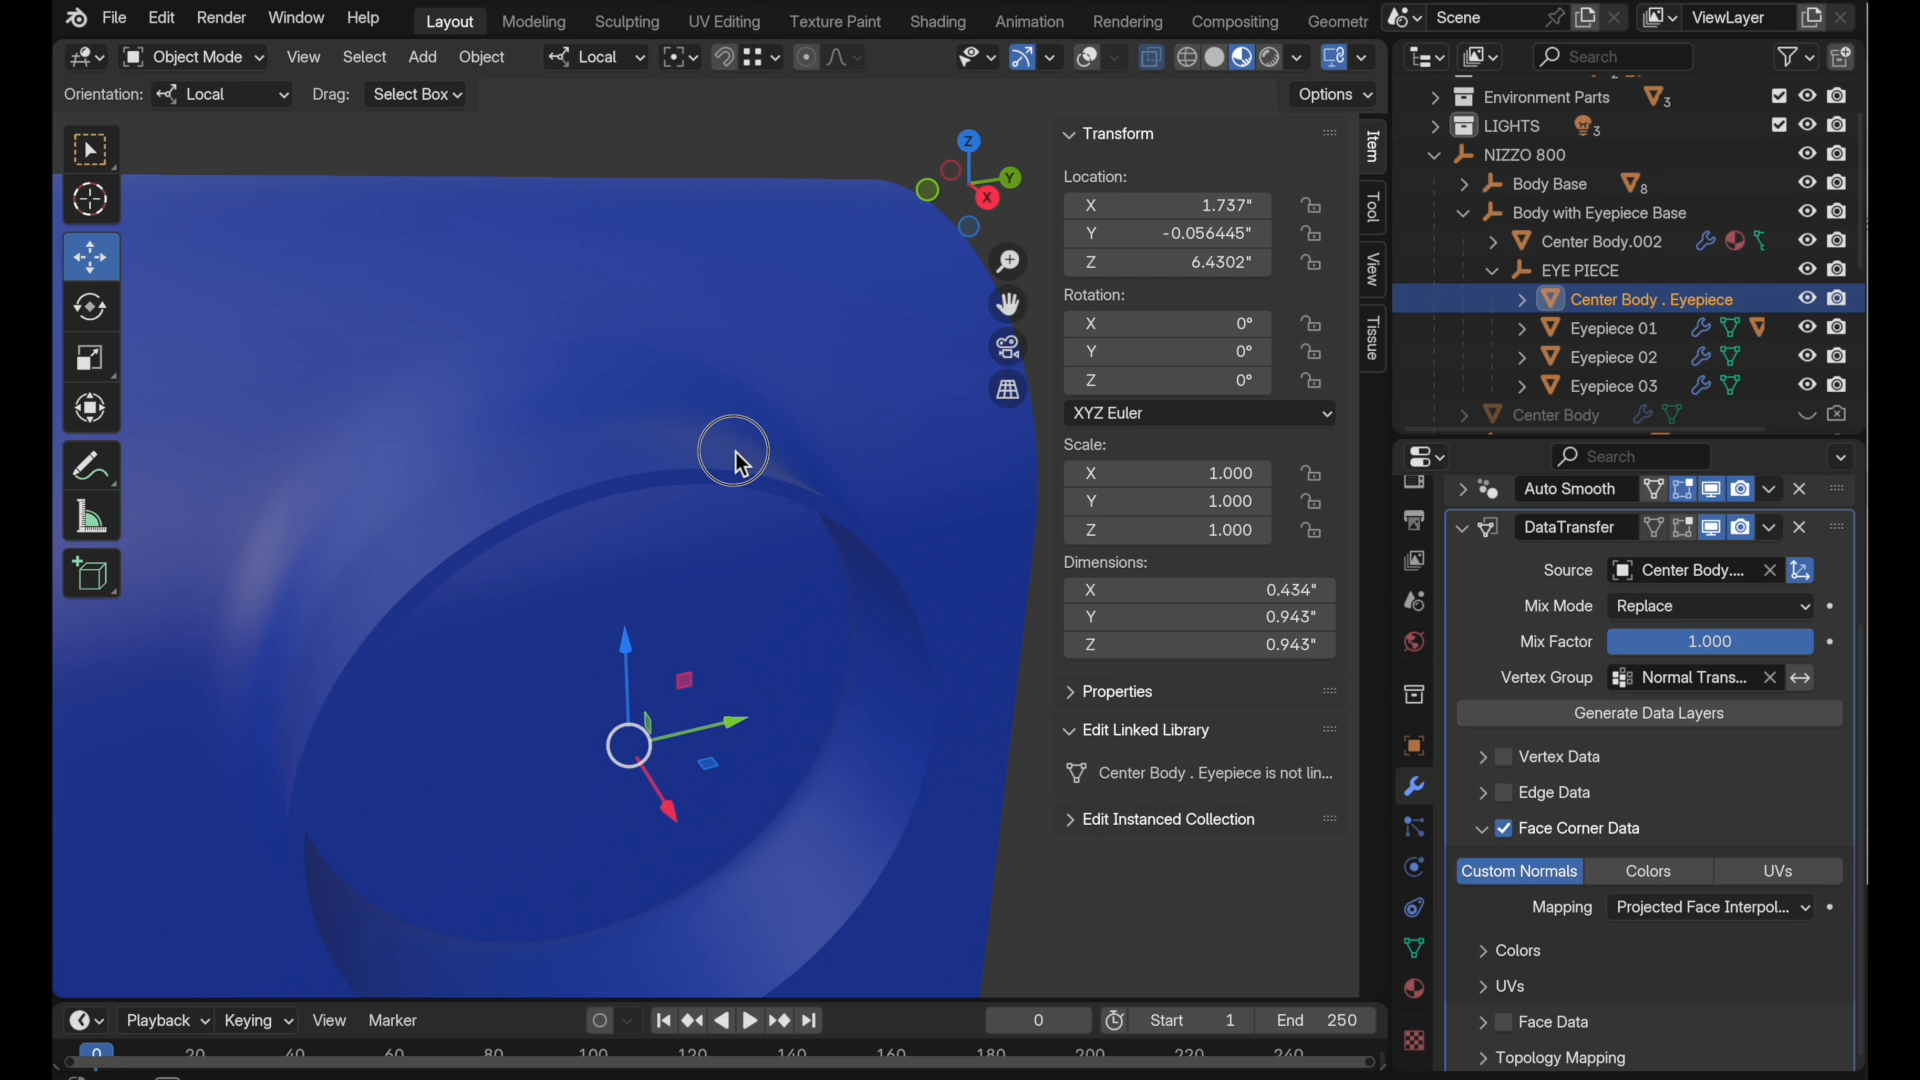 File Edit Render Window Help Layout Modeling Sculpting UV Editing Texture Paint Shading Animation Rendering Compositing Geometr Scene ViewLayer
Object Mode View Select Add Object Local Search
Orientation: Local Drag: Select Box Options
Environment Parts 3
LIGHTS 3
NIZZO 800
Body Base 8
Body with Eyepiece Base
Center Body.002
EYE PIECE
Center Body . Eyepiece
Eyepiece 01
Eyepiece 02
Eyepiece 03
Center Body
Z
Y
X
Transform
Location:
X 1.737"
Y -0.056445"
Z 6.4302"
Rotation:
X 0°
Y 0°
Z 0°
XYZ Euler
Scale:
X 1.000
Y 1.000
Z 1.000
Dimensions:
X 0.434"
Y 0.943"
Z 0.943"
Properties
Edit Linked Library
Center Body . Eyepiece is not lin...
Edit Instanced Collection
Item
Tool
View
Tissue
Search
Auto Smooth
DataTransfer
Source Center Body....
Mix Mode Replace
Mix Factor 1.000
Vertex Group Normal Trans...
Generate Data Layers
Vertex Data
Edge Data
Face Corner Data
Custom Normals Colors UVs
Mapping Projected Face Interpol...
Colors
UVs
Face Data
Topology Mapping
Playback Keying View Marker 0 Start 1 End 250
0 20 40 60 80 100 120 140 160 180 200 220 240